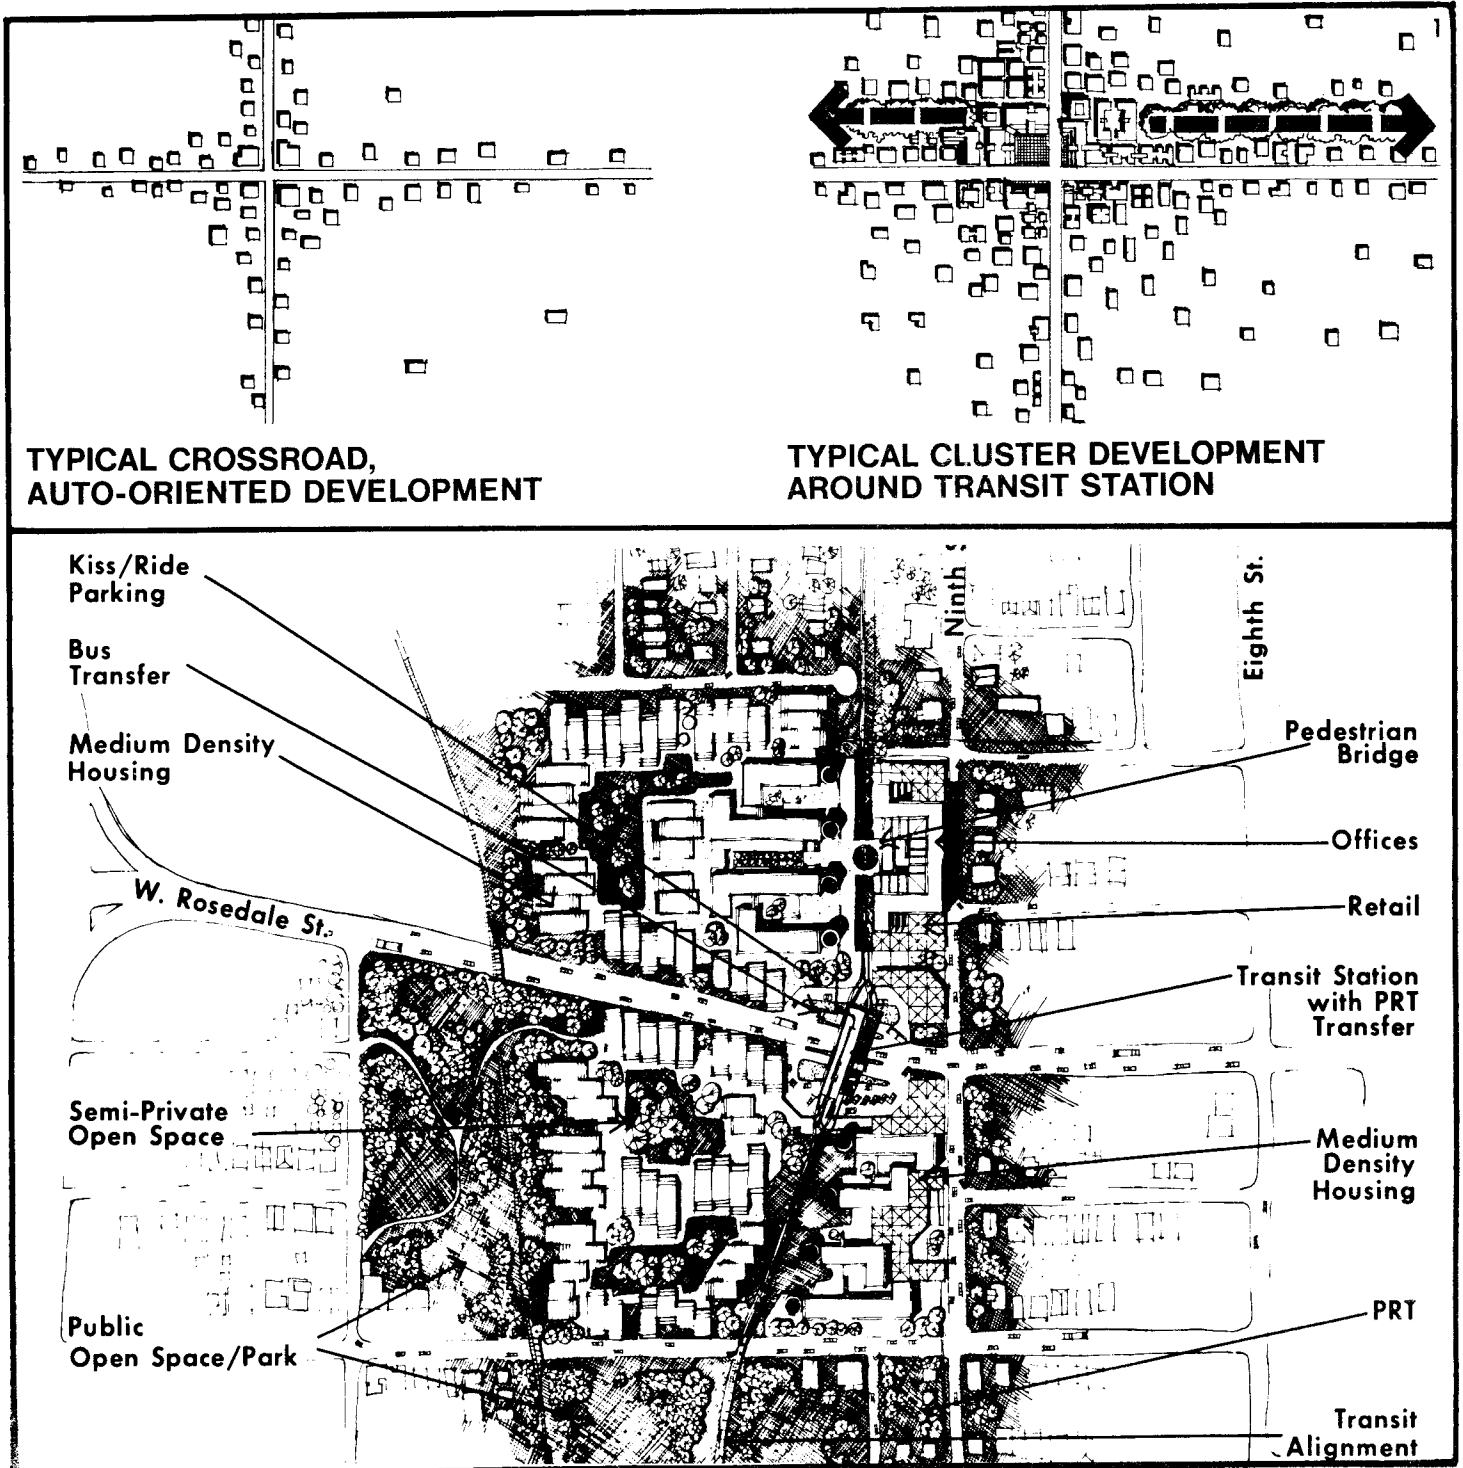 1
TYPICAL CROSSROAD,
AUTO-ORIENTED DEVELOPMENT
TYPICAL CLUSTER DEVELOPMENT
AROUND TRANSIT STATION
Kiss/Ride
Parking
Bus
Transfer
Medium Density
Housing
W. Rosedale St.
Semi-Private
Open Space
Public
Open Space/Park
Ninth S
Eighth St.
Pedestrian
Bridge
Offices
Retail
Transit Station
with PRT
Transfer
Medium
Density
Housing
PRT
Transit
Alignment